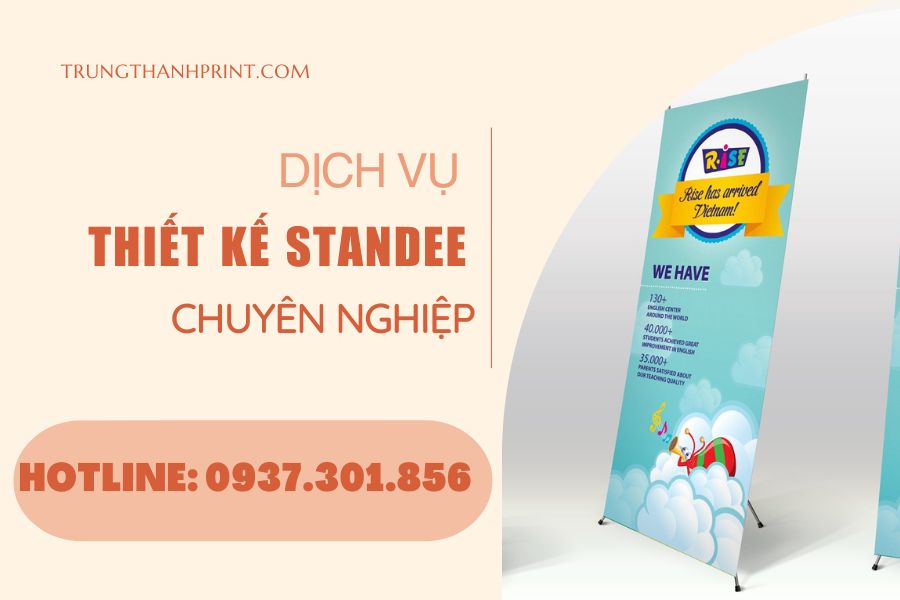 TRUNGTHANHPRINT.COM
DỊCH VỤ
THIẾT KẾ STANDEE
CHUYÊN NGHIỆP
HOTLINE: 0937.301.856
R·iSE
Rise has arrived
Vietnam!
WE HAVE
130+
ENGLISH CENTER
AROUND THE WORLD
40.000+
STUDENTS ACHIEVED GREAT
IMPROVEMENT IN ENGLISH
35.000+
PARENTS SATISFIED ABOUT
OUR TEACHING QUALITY